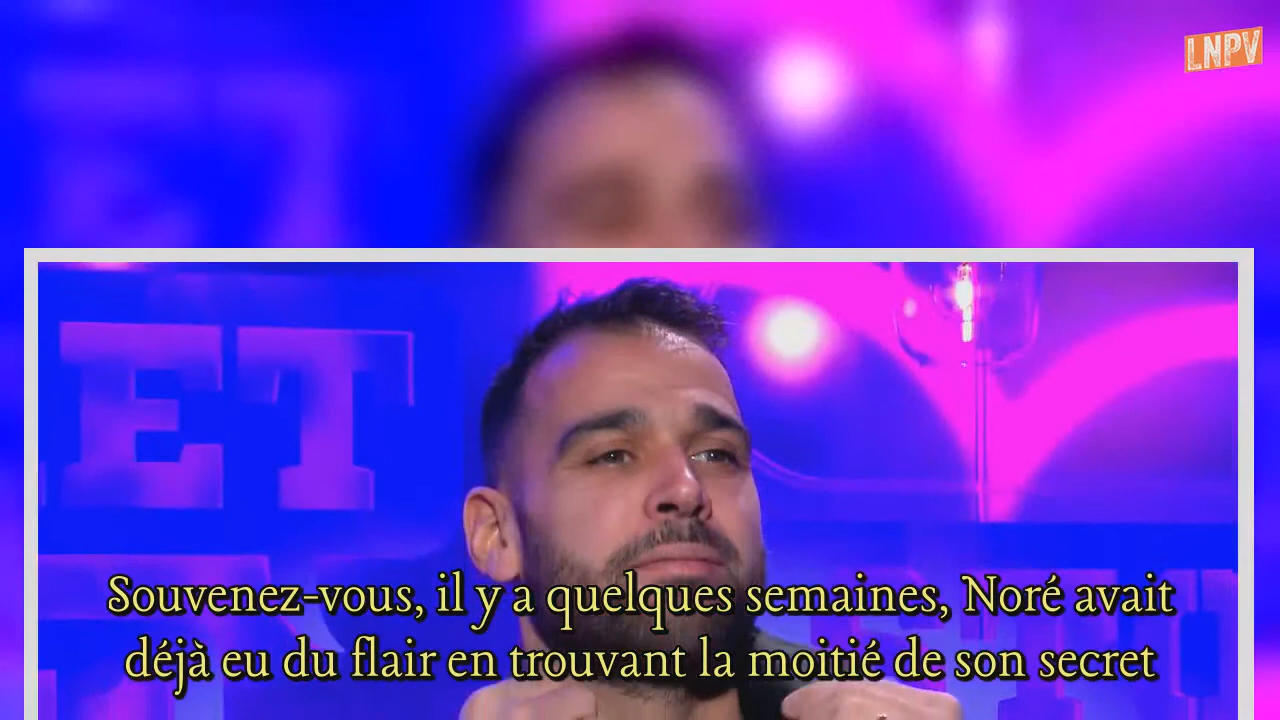 LNPV
ET
Souvenez-vous, il y a quelques semaines, Noré avait
déjà eu du flair en trouvant la moitié de son secret